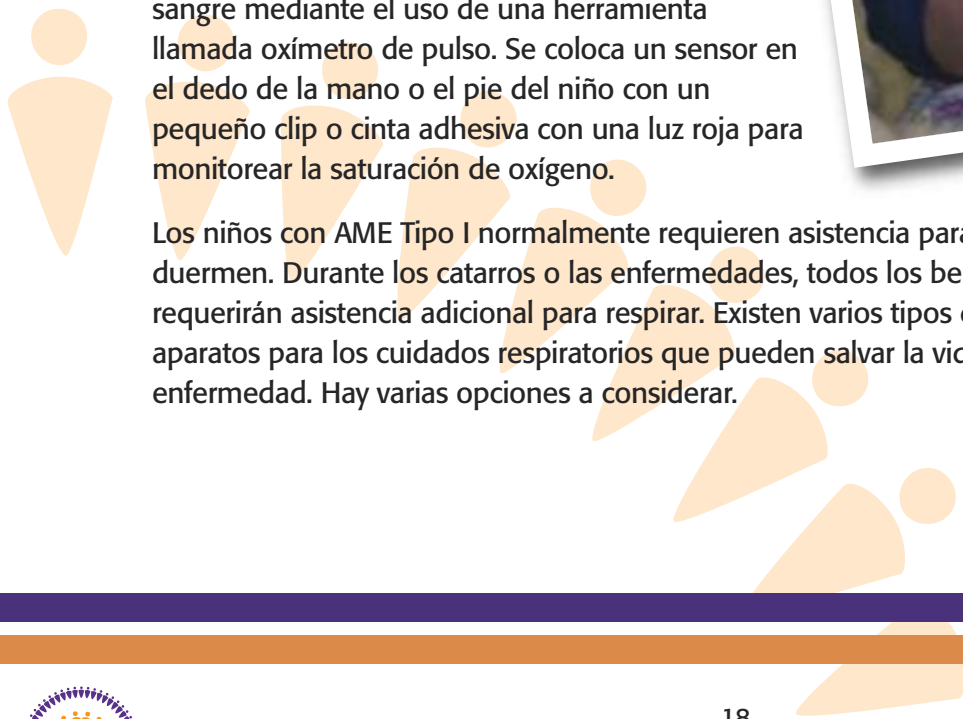 sangre mediante el uso de una herramienta
llamada oxímetro de pulso. Se coloca un sensor en
el dedo de la mano o el pie del niño con un
pequeño clip o cinta adhesiva con una luz roja para
monitorear la saturación de oxígeno.
Los niños con AME Tipo I normalmente requieren asistencia para
duermen. Durante los catarros o las enfermedades, todos los be
requerirán asistencia adicional para respirar. Existen varios tipos
aparatos para los cuidados respiratorios que pueden salvar la vid
enfermedad. Hay varias opciones a considerar.
18